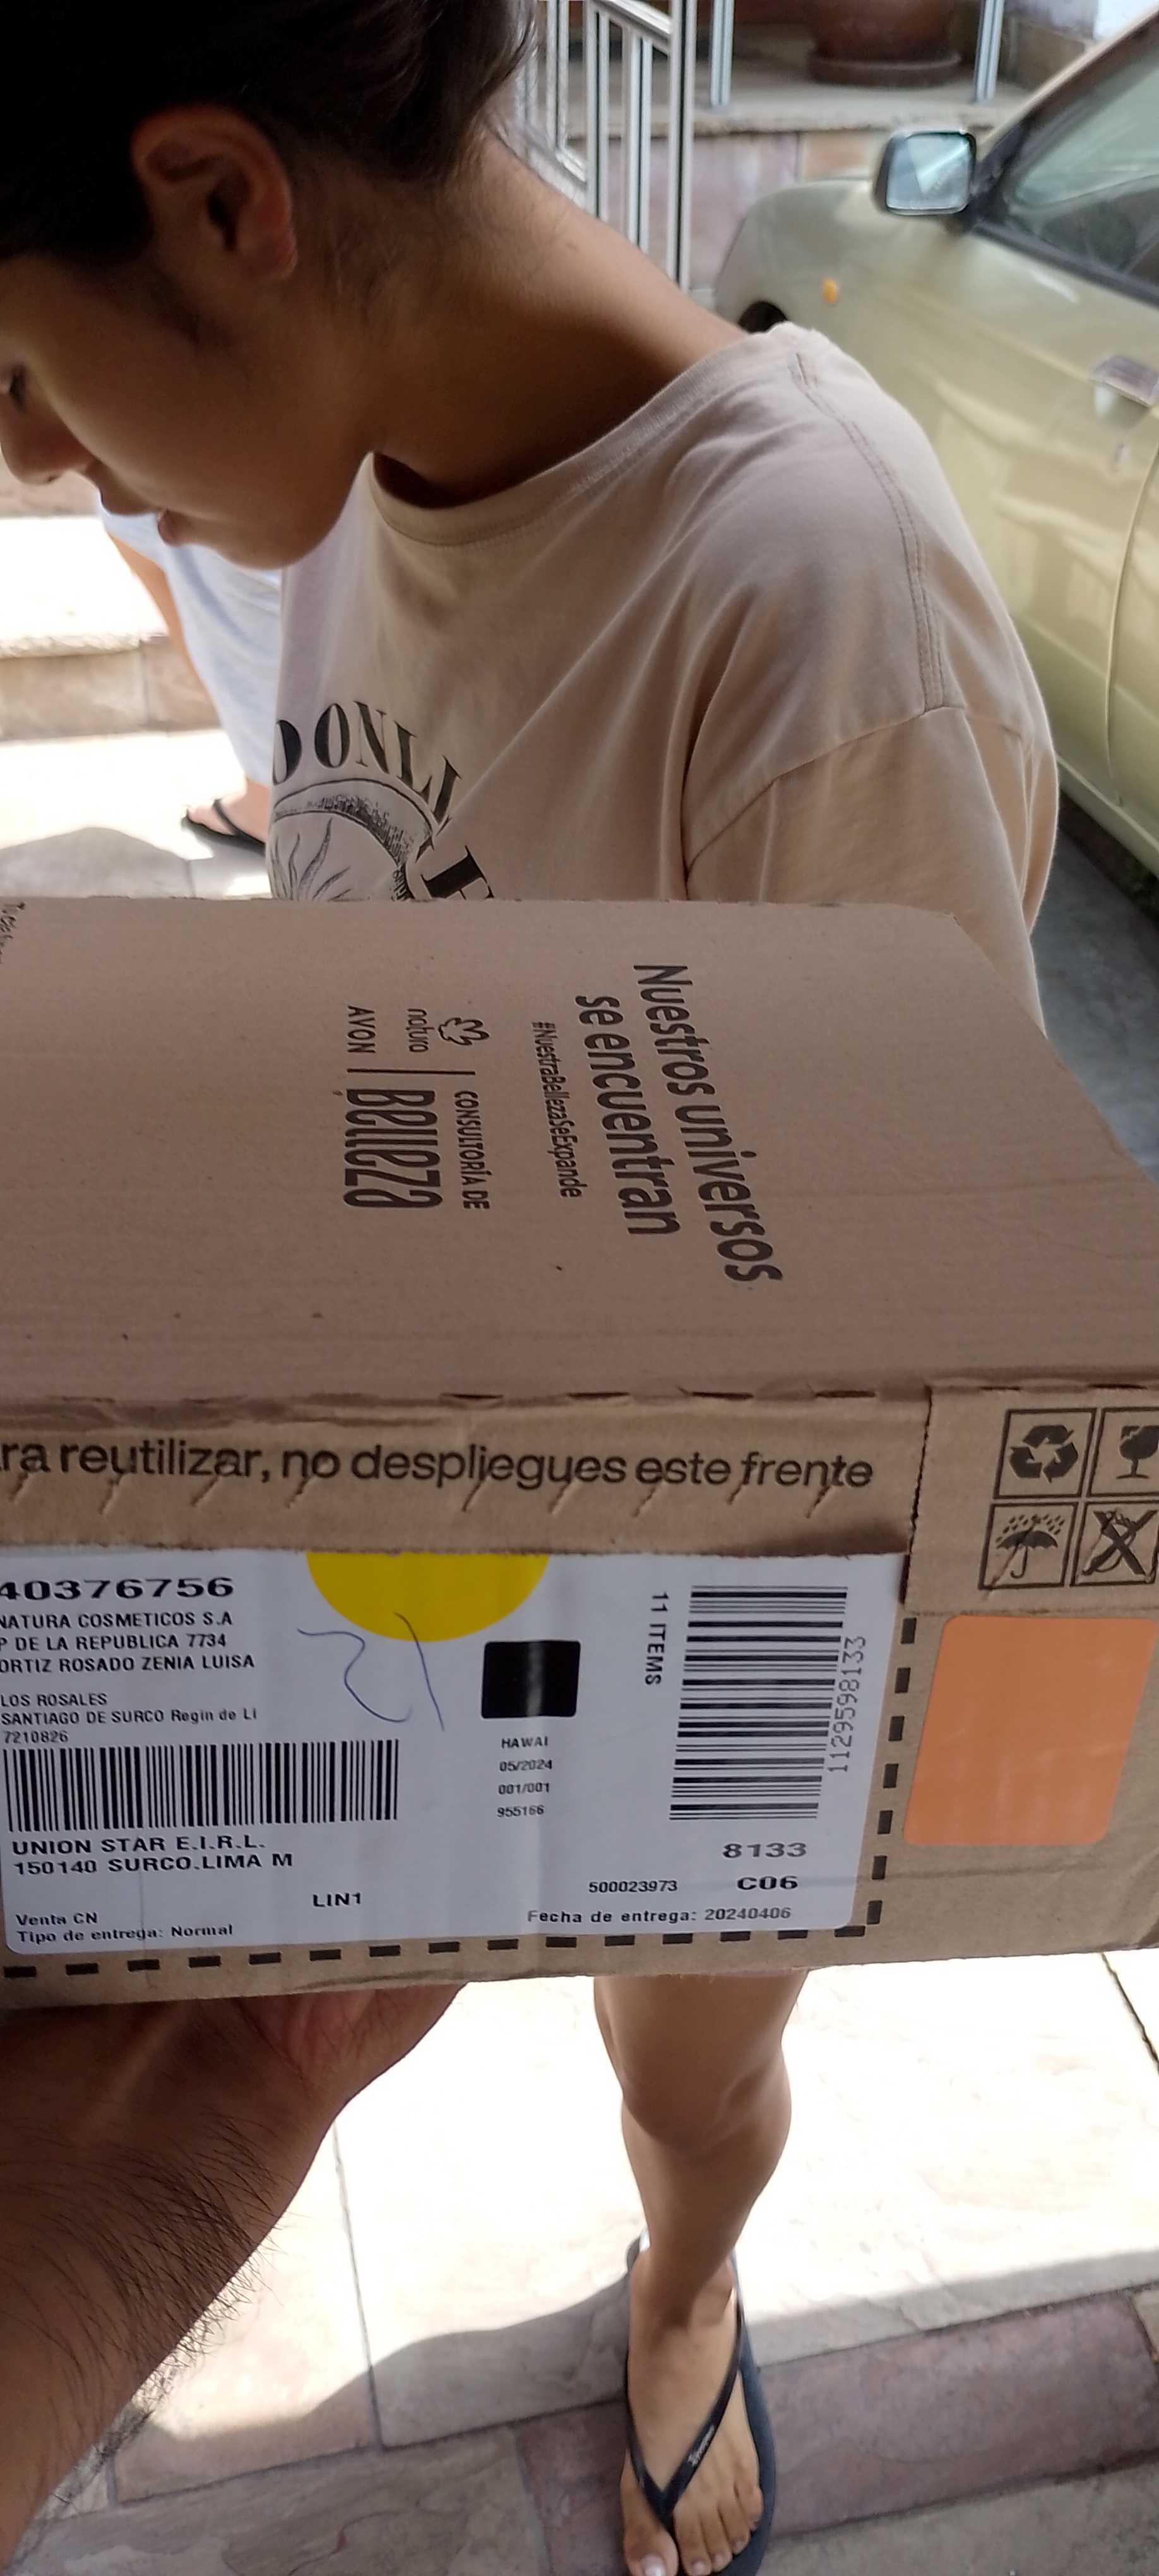 DONLI
Nuestros universos
se encuentran
#NuestraBellezaSeExpande
natura
AVON
CONSULTORÍA DE
Belleza
ra reutilizar, no despliegues este frente
40376756
NATURA COSMETICOS S.A
P DE LA REPUBLICA 7734
ORTIZ ROSADO ZENIA LUISA
LOS ROSALES
SANTIAGO DE SURCO Regin de LI
7210826
UNION STAR E.I.R.L.
150140 SURCO.LIMA M
LIN1
Venta CN
Tipo de entrega: Normal
21
HAWAI
05/2024
001/001
955166
11 ITEMS
1129598133
8133
500023973
C06
Fecha de entrega: 20240406